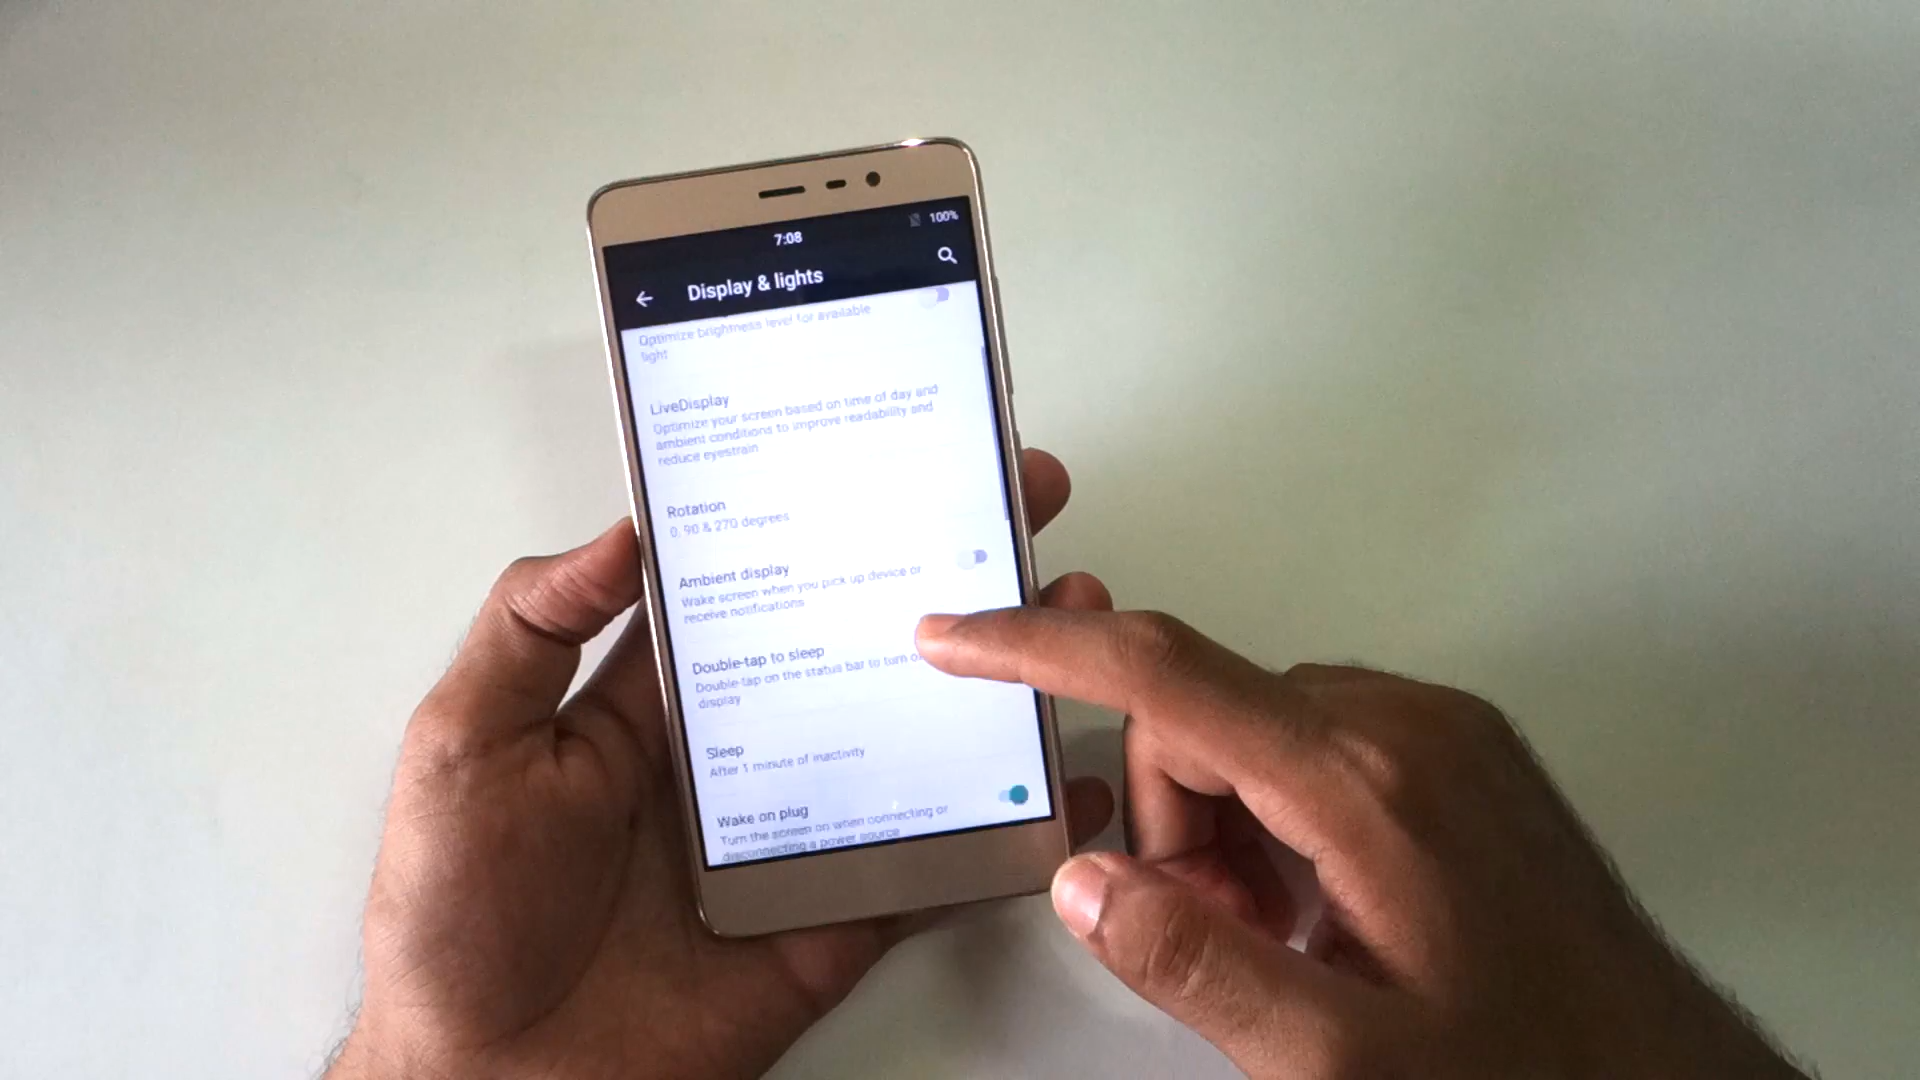 100%
7:08
Display & lights
Optimize brightness level for available
light
LiveDisplay
Optimize your screen based on time of day and
ambient conditions to improve readability and
reduce eyestrain
Rotation
0, 90 & 270 degrees
Ambient display
Wake screen when you pick up device or
receive notifications
Double-tap to sleep
Double-tap on the status bar to turn
display
Sleep
After 1 minute of inactivity
Wake on plug
Turn the screen on when connecting or
disconnecting a power source